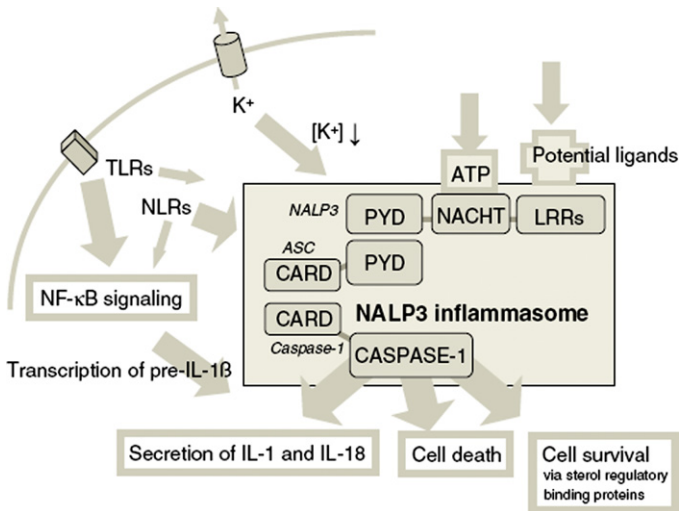 K+
[K+] ↓
TLRs
Potential ligands
ATP
NLRs
NALP3
PYD
NACHT
LRRs
ASC
CARD
PYD
NF-κB signaling
CARD
NALP3 inflammasome
Caspase-1
CASPASE-1
Transcription of pre-IL-1ß
Secretion of IL-1 and IL-18
Cell death
Cell survival
via sterol regulatory
binding proteins